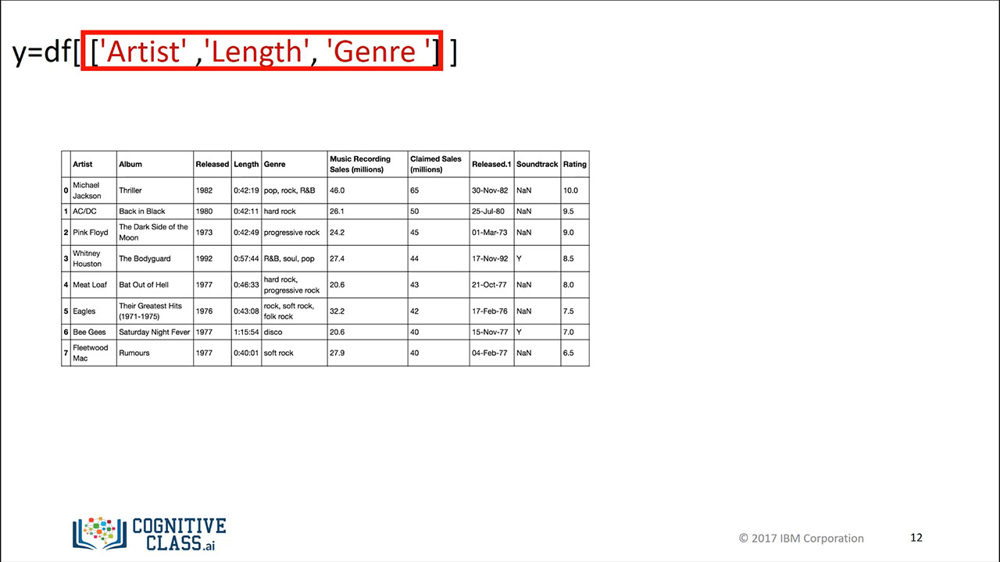 y=df[ ['Artist' ,'Length', 'Genre '] ]
Artist Album Released Length Genre Music Recording Sales (millions) Claimed Sales (millions) Released.1 Soundtrack Rating
0 Michael Jackson Thriller 1982 0:42:19 pop, rock, R&B 46.0 65 30-Nov-82 NaN 10.0
1 AC/DC Back in Black 1980 0:42:11 hard rock 26.1 50 25-Jul-80 NaN 9.5
2 Pink Floyd The Dark Side of the Moon 1973 0:42:49 progressive rock 24.2 45 01-Mar-73 NaN 9.0
3 Whitney Houston The Bodyguard 1992 0:57:44 R&B, soul, pop 27.4 44 17-Nov-92 Y 8.5
4 Meat Loaf Bat Out of Hell 1977 0:46:33 hard rock, progressive rock 20.6 43 21-Oct-77 NaN 8.0
5 Eagles Their Greatest Hits (1971-1975) 1976 0:43:08 rock, soft rock, folk rock 32.2 42 17-Feb-76 NaN 7.5
6 Bee Gees Saturday Night Fever 1977 1:15:54 disco 20.6 40 15-Nov-77 Y 7.0
7 Fleetwood Mac Rumours 1977 0:40:01 soft rock 27.9 40 04-Feb-77 NaN 6.5
COGNITIVE
CLASS.ai
© 2017 IBM Corporation 12